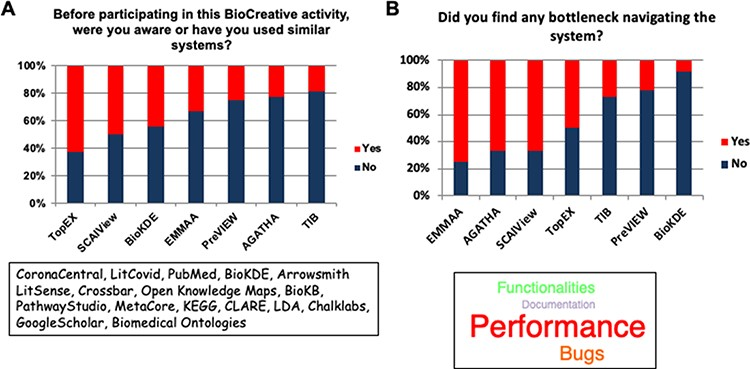 A
Before participating in this BioCreative activity,
were you aware or have you used similar
systems?
100%
80%
60%
40%
20%
0%
Yes
No
TopEX
SCAIView
BioKDE
EMMAA
PreVIEW
AGATHA
TIB
CoronaCentral, LitCovid, PubMed, BioKDE, Arrowsmith
LitSense, Crossbar, Open Knowledge Maps, BioKB,
PathwayStudio, MetaCore, KEGG, CLARE, LDA, Chalklabs,
GoogleScholar, Biomedical Ontologies
B
Did you find any bottleneck navigating the
system?
100%
80%
60%
40%
20%
0%
Yes
No
EMMAA
AGATHA
SCAIView
TopEX
TIB
PreVIEW
BioKDE
Functionalities
Documentation
Performance
Bugs